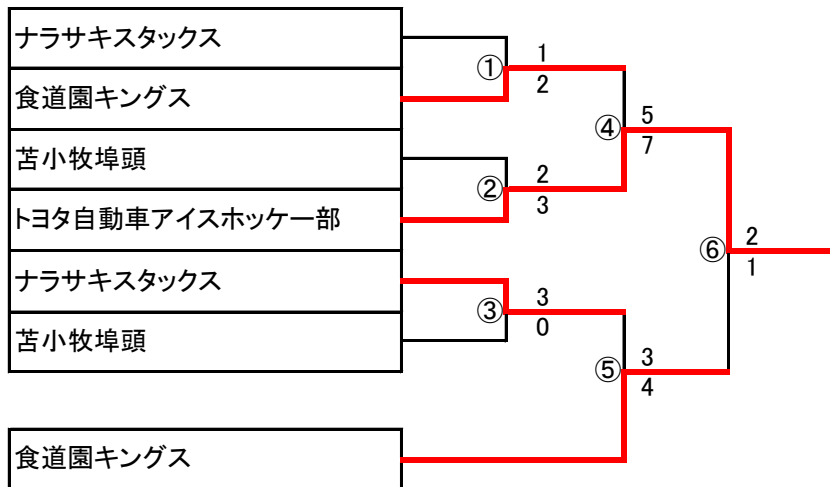 ナラサキスタックス
食道園キングス
苫小牧埠頭
トヨタ自動車アイスホッケー部
ナラサキスタックス
苫小牧埠頭
食道園キングス
①
1
2
②
2
3
③
3
0
④
5
7
⑤
3
4
⑥
2
1